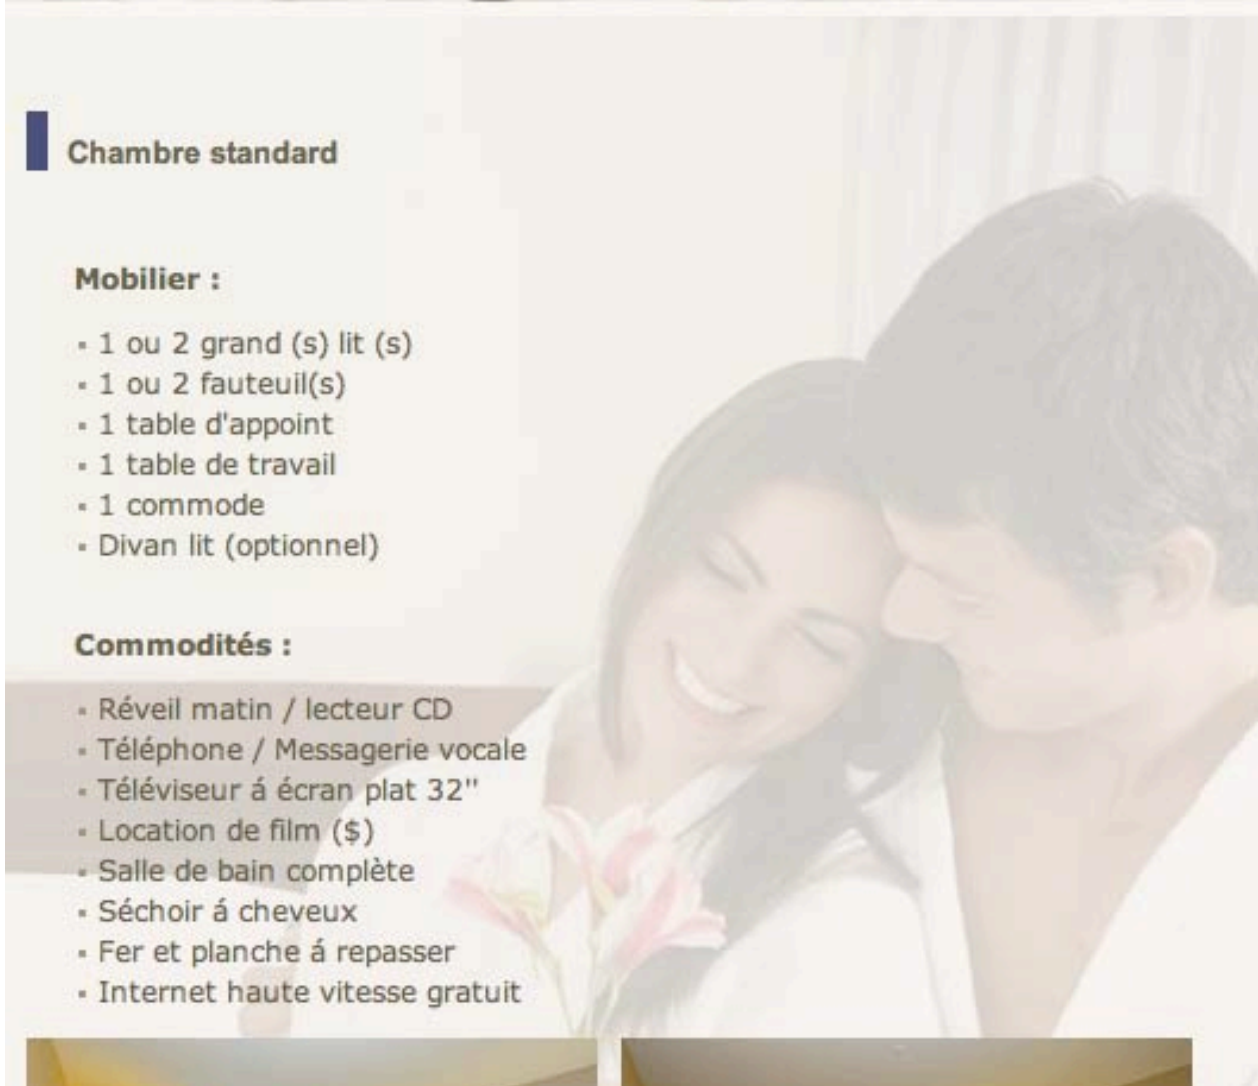 Chambre standard
Mobilier :
▪ 1 ou 2 grand (s) lit (s)
▪ 1 ou 2 fauteuil(s)
▪ 1 table d'appoint
▪ 1 table de travail
▪ 1 commode
▪ Divan lit (optionnel)
Commodités :
▪ Réveil matin / lecteur CD
▪ Téléphone / Messagerie vocale
▪ Téléviseur á écran plat 32"
▪ Location de film ($)
▪ Salle de bain complète
▪ Séchoir á cheveux
▪ Fer et planche á repasser
▪ Internet haute vitesse gratuit